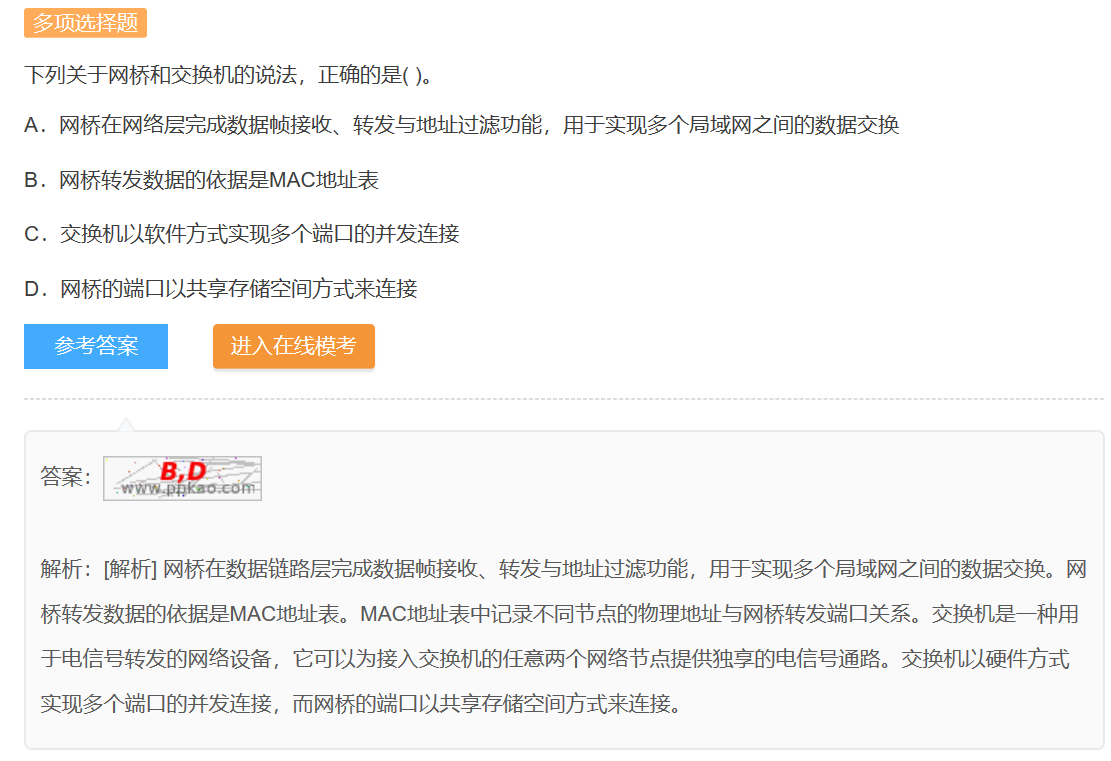 多项选择题
下列关于网桥和交换机的说法，正确的是( )。
A．网桥在网络层完成数据帧接收、转发与地址过滤功能，用于实现多个局域网之间的数据交换
B．网桥转发数据的依据是MAC地址表
C．交换机以软件方式实现多个端口的并发连接
D．网桥的端口以共享存储空间方式来连接
参考答案 进入在线模考
答案： B,D
www.ppkao.com
解析：[解析] 网桥在数据链路层完成数据帧接收、转发与地址过滤功能，用于实现多个局域网之间的数据交换。网
桥转发数据的依据是MAC地址表。MAC地址表中记录不同节点的物理地址与网桥转发端口关系。交换机是一种用
于电信号转发的网络设备，它可以为接入交换机的任意两个网络节点提供独享的电信号通路。交换机以硬件方式
实现多个端口的并发连接，而网桥的端口以共享存储空间方式来连接。